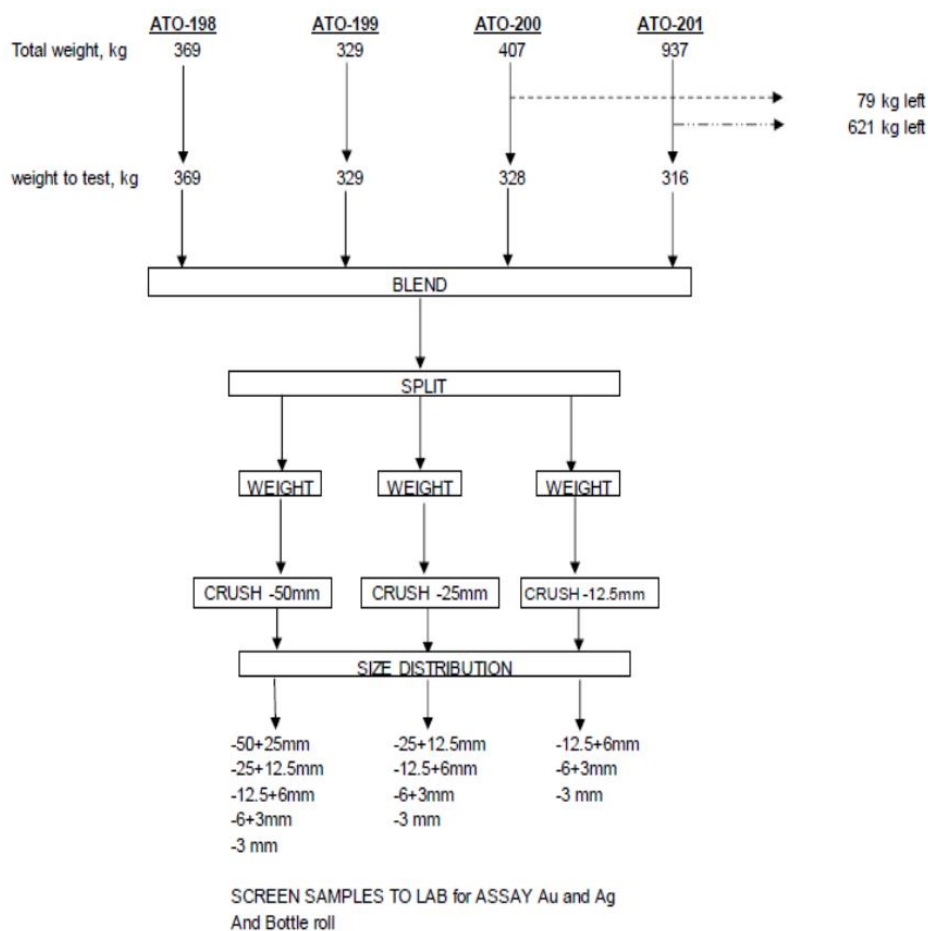 ATO-198 ATO-199 ATO-200 ATO-201
Total weight, kg 369 329 407 937
79 kg left
621 kg left
weight to test, kg 369 329 328 316
BLEND
SPLIT
WEIGHT WEIGHT WEIGHT
CRUSH -50mm CRUSH -25mm CRUSH -12.5mm
SIZE DISTRIBUTION
-50+25mm -25+12.5mm -12.5+6mm
-25+12.5mm -12.5+6mm -6+3mm
-12.5+6mm -6+3mm -3 mm
-6+3mm -3 mm
-3 mm
SCREEN SAMPLES TO LAB for ASSAY Au and Ag
And Bottle roll